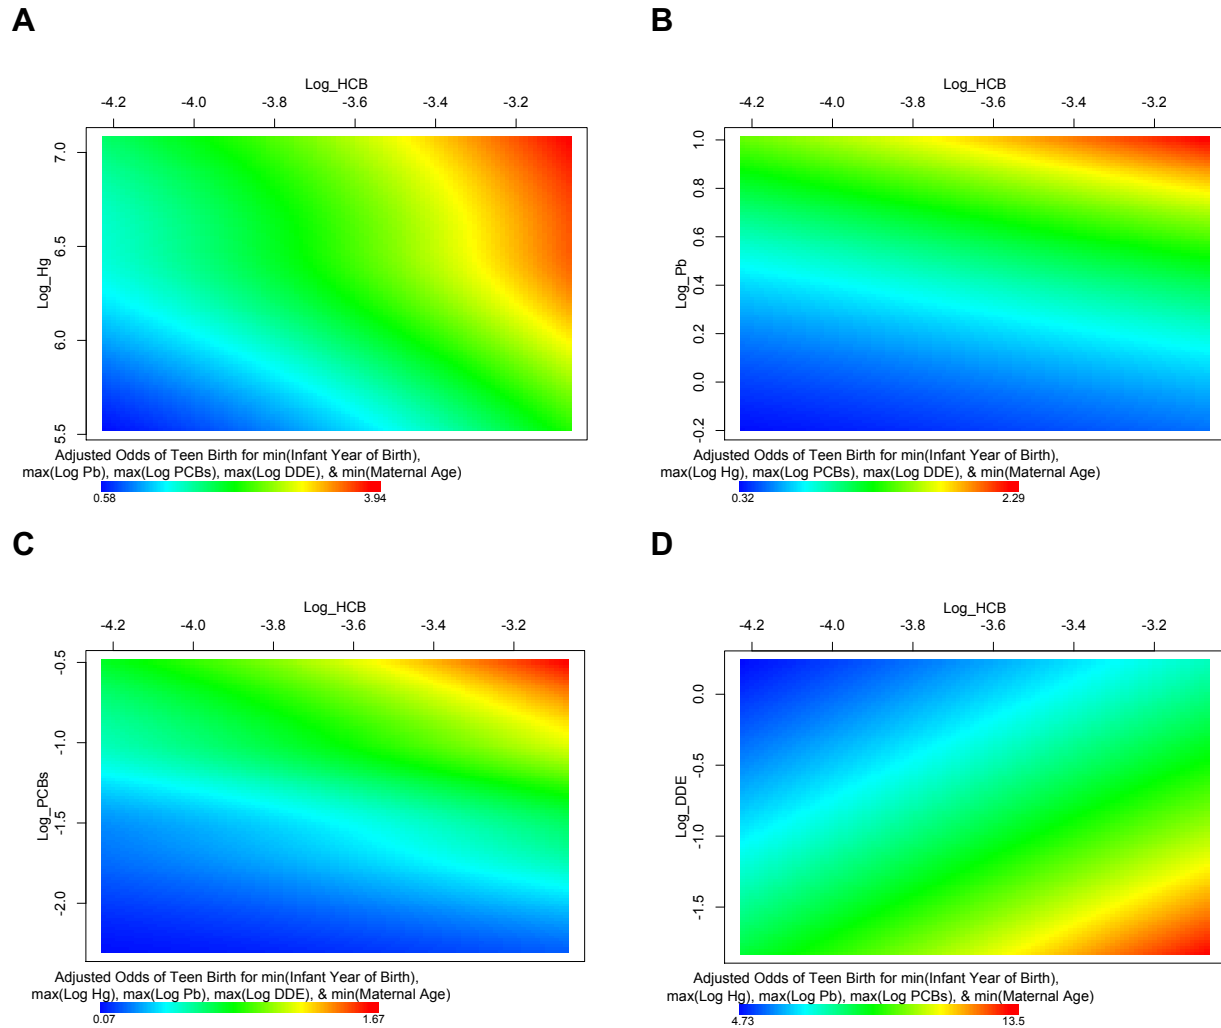 A
Log_HCB
-4.2 -4.0 -3.8 -3.6 -3.4 -3.2
Log_Hg
7.0
6.5
6.0
5.5
Adjusted Odds of Teen Birth for min(Infant Year of Birth),
max(Log Pb), max(Log PCBs), max(Log DDE), & min(Maternal Age)
0.58 3.94
B
Log_HCB
-4.2 -4.0 -3.8 -3.6 -3.4 -3.2
Log_Pb
1.0
0.8
0.6
0.4
0.2
0.0
-0.2
Adjusted Odds of Teen Birth for min(Infant Year of Birth),
max(Log Hg), max(Log PCBs), max(Log DDE), & min(Maternal Age)
0.32 2.29
C
Log_HCB
-4.2 -4.0 -3.8 -3.6 -3.4 -3.2
Log_PCBs
-0.5
-1.0
-1.5
-2.0
Adjusted Odds of Teen Birth for min(Infant Year of Birth),
max(Log Hg), max(Log Pb), max(Log DDE), & min(Maternal Age)
0.07 1.67
D
Log_HCB
-4.2 -4.0 -3.8 -3.6 -3.4 -3.2
Log_DDE
0.0
-0.5
-1.0
-1.5
Adjusted Odds of Teen Birth for min(Infant Year of Birth),
max(Log Hg), max(Log Pb), max(Log PCBs), & min(Maternal Age)
4.73 13.5